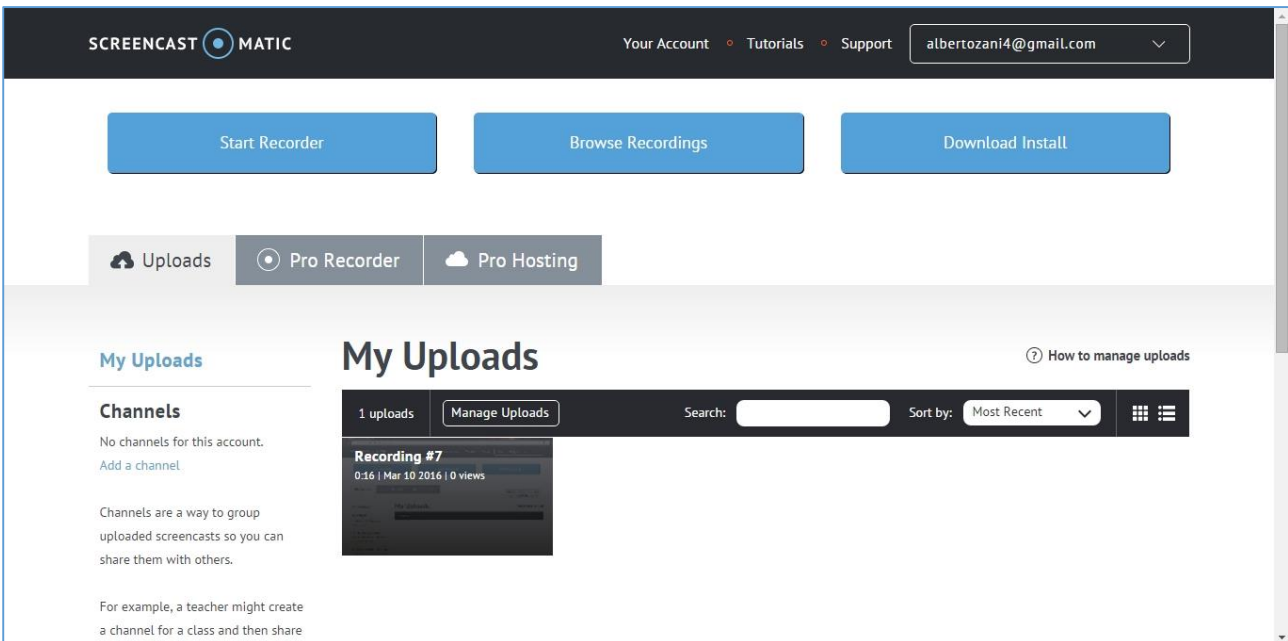 SCREENCAST MATIC
Your Account Tutorials Support albertozani4@gmail.com
Start Recorder Browse Recordings Download Install
Uploads Pro Recorder Pro Hosting
My Uploads
Channels
No channels for this account.
Add a channel
Channels are a way to group
uploaded screencasts so you can
share them with others.
For example, a teacher might create
a channel for a class and then share
My Uploads
? How to manage uploads
1 uploads Manage Uploads Search: Sort by: Most Recent
Recording #7
0:16 | Mar 10 2016 | 0 views